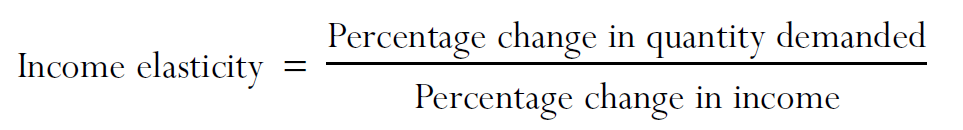 Percentage change in quantity demanded
Income elasticity =
Percentage change in income